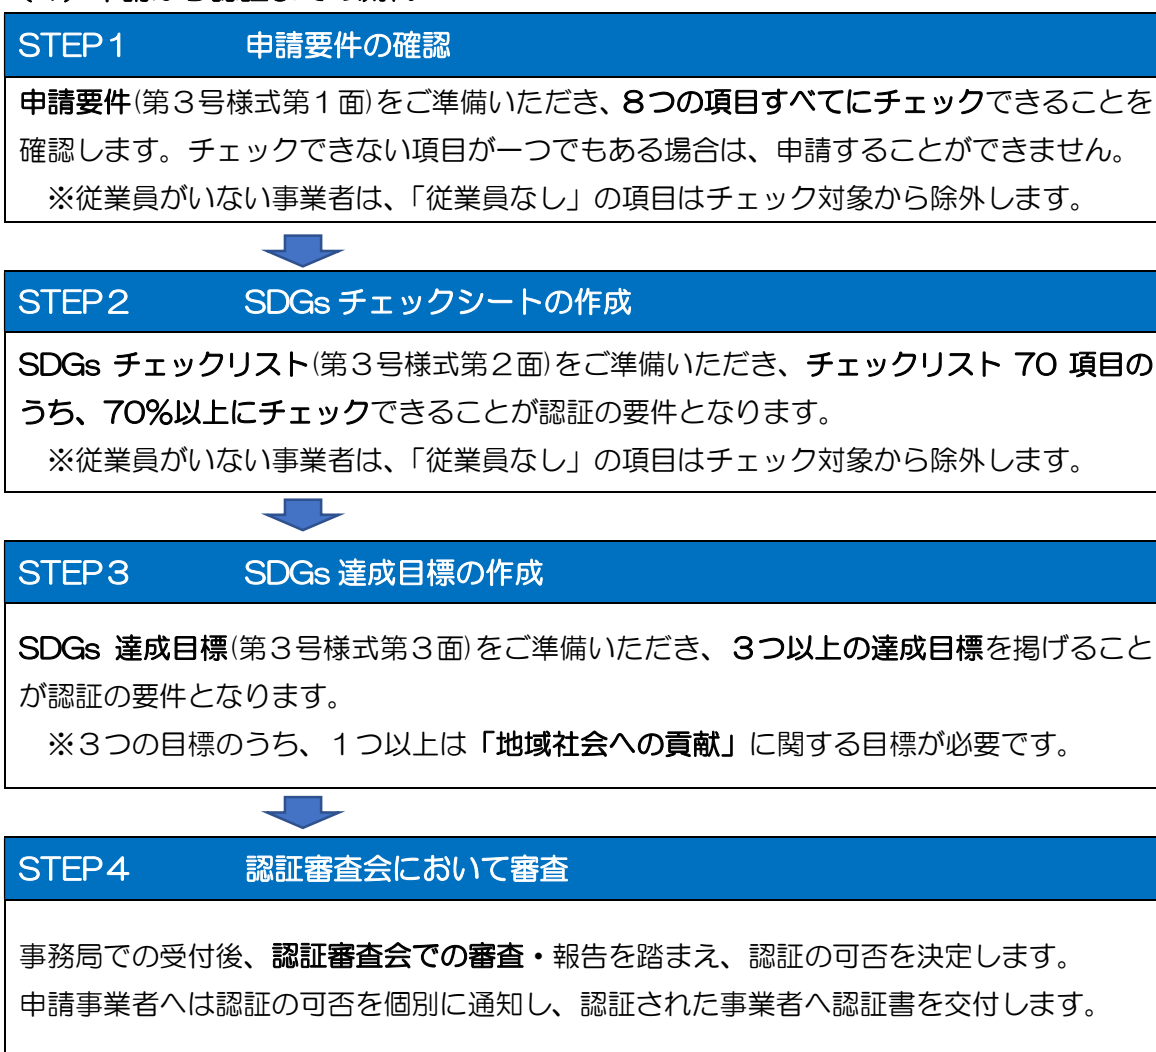 STEP1 申請要件の確認
申請要件(第3号様式第1面)をご準備いただき、8つの項目すべてにチェックできることを
確認します。チェックできない項目が一つでもある場合は、申請することができません。
※従業員がいない事業者は、「従業員なし」の項目はチェック対象から除外します。
STEP2 SDGsチェックシートの作成
SDGs チェックリスト(第3号様式第2面)をご準備いただき、チェックリスト 70 項目の
うち、70%以上にチェックできることが認証の要件となります。
※従業員がいない事業者は、「従業員なし」の項目はチェック対象から除外します。
STEP3 SDGs達成目標の作成
SDGs 達成目標(第3号様式第3面)をご準備いただき、3つ以上の達成目標を掲げること
が認証の要件となります。
※3つの目標のうち、1つ以上は「地域社会への貢献」に関する目標が必要です。
STEP4 認証審査会において審査
事務局での受付後、認証審査会での審査・報告を踏まえ、認証の可否を決定します。
申請事業者へは認証の可否を個別に通知し、認証された事業者へ認証書を交付します。